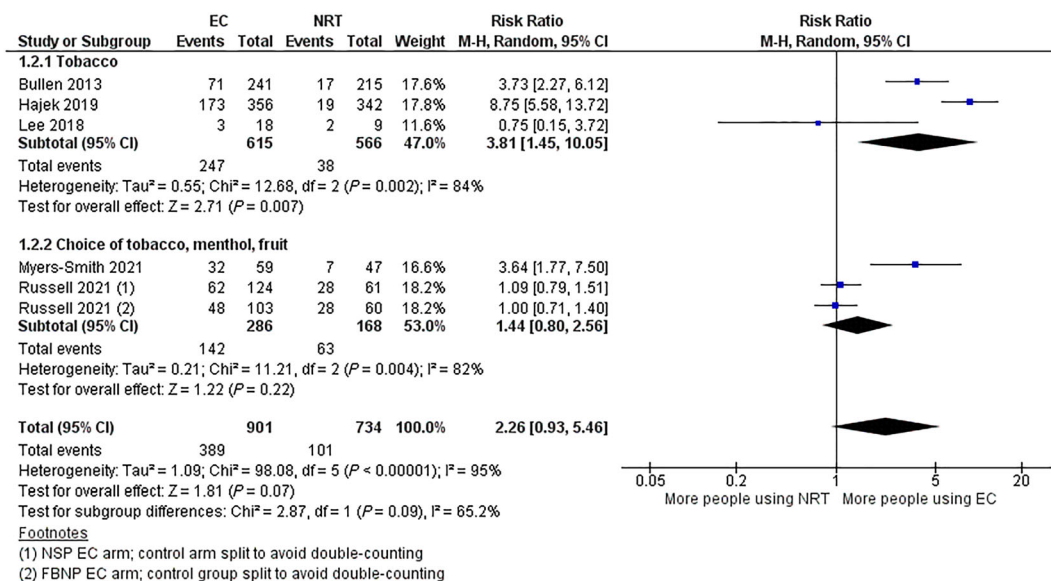 EC NRT Risk Ratio Risk Ratio
Study or Subgroup Events Total Events Total Weight M-H, Random, 95% CI M-H, Random, 95% CI
1.2.1 Tobacco
Bullen 2013 71 241 17 215 17.6% 3.73 [2.27, 6.12]
Hajek 2019 173 356 19 342 17.8% 8.75 [5.58, 13.72]
Lee 2018 3 18 2 9 11.6% 0.75 [0.15, 3.72]
Subtotal (95% CI) 615 566 47.0% 3.81 [1.45, 10.05]
Total events 247 38
Heterogeneity: Tau² = 0.55; Chi² = 12.68, df = 2 (P = 0.002); I² = 84%
Test for overall effect: Z = 2.71 (P = 0.007)
1.2.2 Choice of tobacco, menthol, fruit
Myers-Smith 2021 32 59 7 47 16.6% 3.64 [1.77, 7.50]
Russell 2021 (1) 62 124 28 61 18.2% 1.09 [0.79, 1.51]
Russell 2021 (2) 48 103 28 60 18.2% 1.00 [0.71, 1.40]
Subtotal (95% CI) 286 168 53.0% 1.44 [0.80, 2.56]
Total events 142 63
Heterogeneity: Tau² = 0.21; Chi² = 11.21, df = 2 (P = 0.004); I² = 82%
Test for overall effect: Z = 1.22 (P = 0.22)
Total (95% CI) 901 734 100.0% 2.26 [0.93, 5.46]
Total events 389 101
Heterogeneity: Tau² = 1.09; Chi² = 98.08, df = 5 (P < 0.00001); I² = 95%
Test for overall effect: Z = 1.81 (P = 0.07)
Test for subgroup differences: Chi² = 2.87, df = 1 (P = 0.09), I² = 65.2%
0.05 0.2 1 5 20
More people using NRT More people using EC
Footnotes
(1) NSP EC arm; control arm split to avoid double-counting
(2) FBNP EC arm; control group split to avoid double-counting